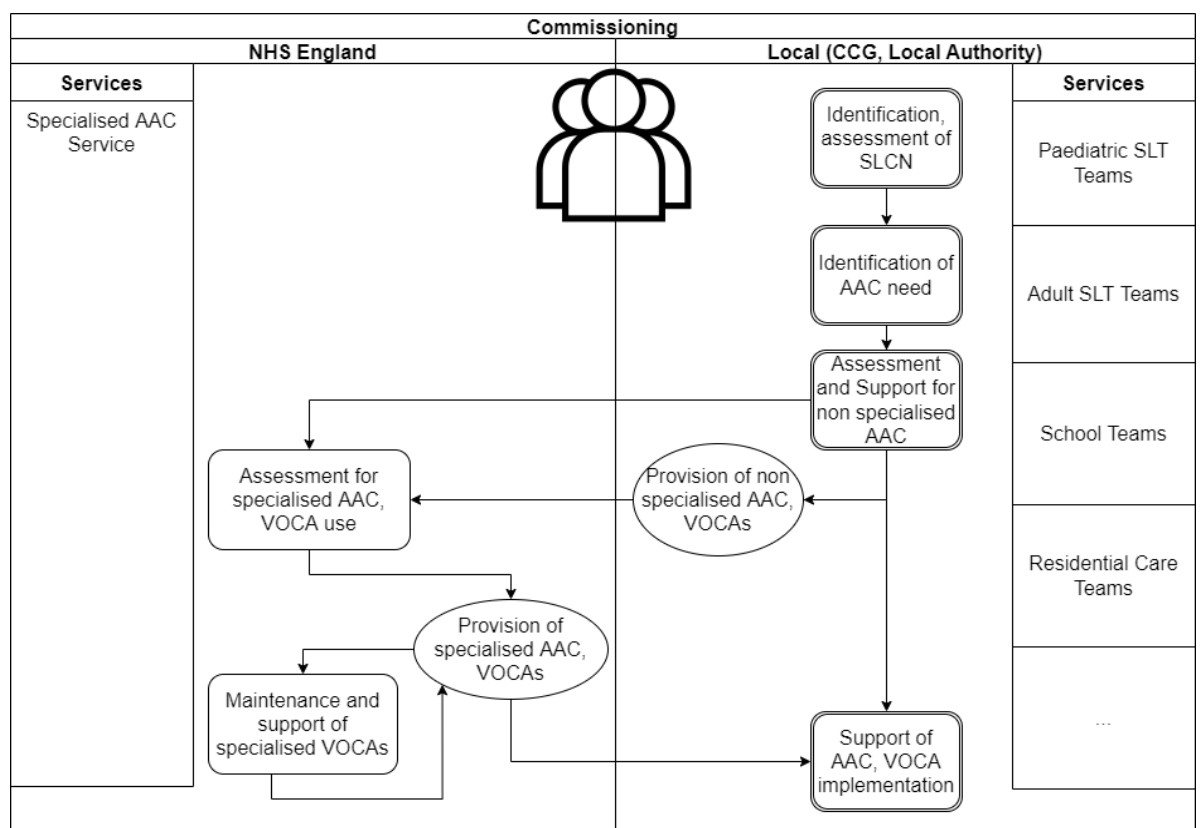 Commissioning
NHS England
Local (CCG, Local Authority)
Services
Services
Specialised AAC
Service
Identification,
assessment of
SLCN
Paediatric SLT
Teams
Identification of
AAC need
Adult SLT Teams
Assessment
and Support for
non specialised
AAC
School Teams
Assessment for
specialised AAC,
VOCA use
Provision of non
specialised AAC,
VOCAs
Residential Care
Teams
Provision of
specialised AAC,
VOCAs
Maintenance and
support of
specialised VOCAs
Support of
AAC, VOCA
implementation
...